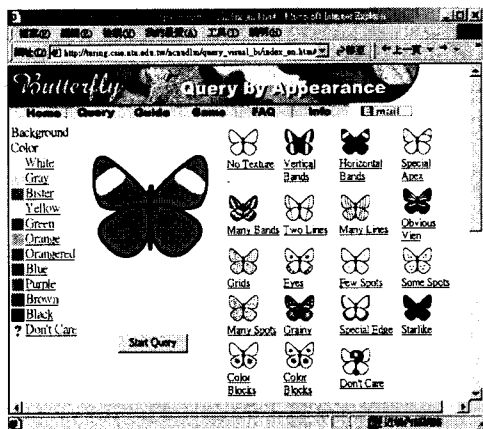 Microsoft Internet Explorer
Butterfly Query by Appearance
Home Query Guide Game FAQ Info Email
Background
Color
White
Gray
Bister
Yellow
Green
Orange
Orangered
Blue
Purple
Brown
Black
? Don't Care
No Texture Vertical Bands Horizontal Bands Special Apex
Many Bands Two Lines Many Lines Obvious Vien
Grids Eyes Few Spots Some Spots
Many Spots Grainy Special Edge Starlike
Color Blocks Color Blocks Don't Care
Start Query